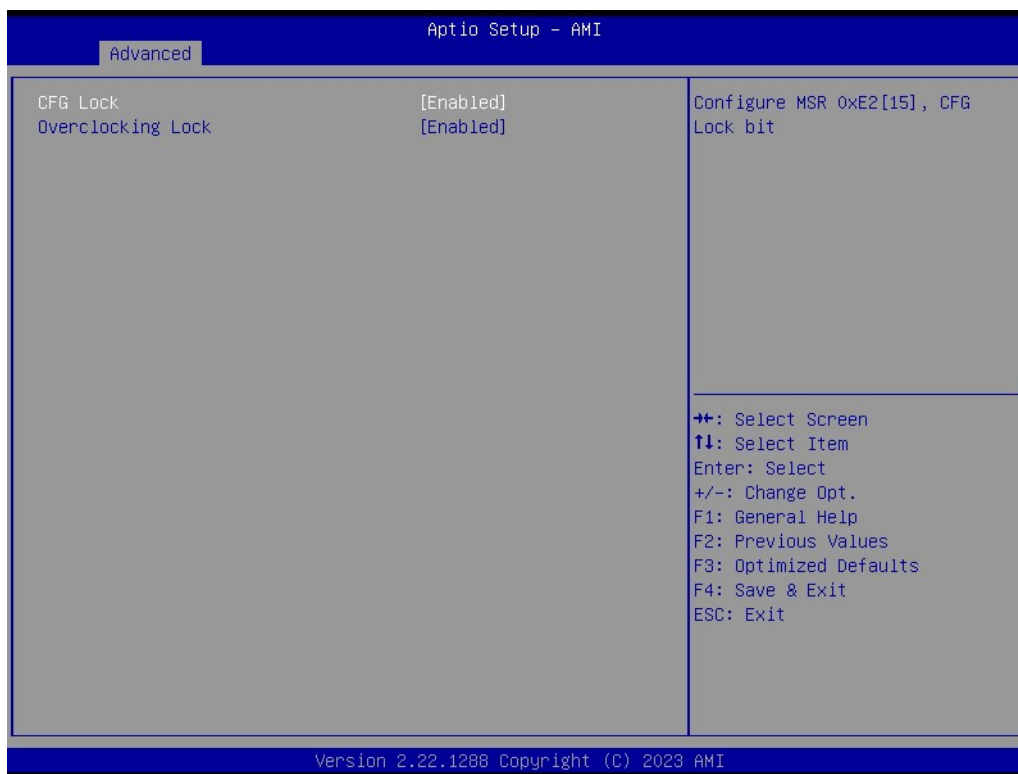 Aptio Setup – AMI
Advanced
CFG Lock [Enabled]
Overclocking Lock [Enabled]
Configure MSR 0xE2[15], CFG
Lock bit
→←: Select Screen
↑↓: Select Item
Enter: Select
+/-: Change Opt.
F1: General Help
F2: Previous Values
F3: Optimized Defaults
F4: Save & Exit
ESC: Exit
Version 2.22.1288 Copyright (C) 2023 AMI